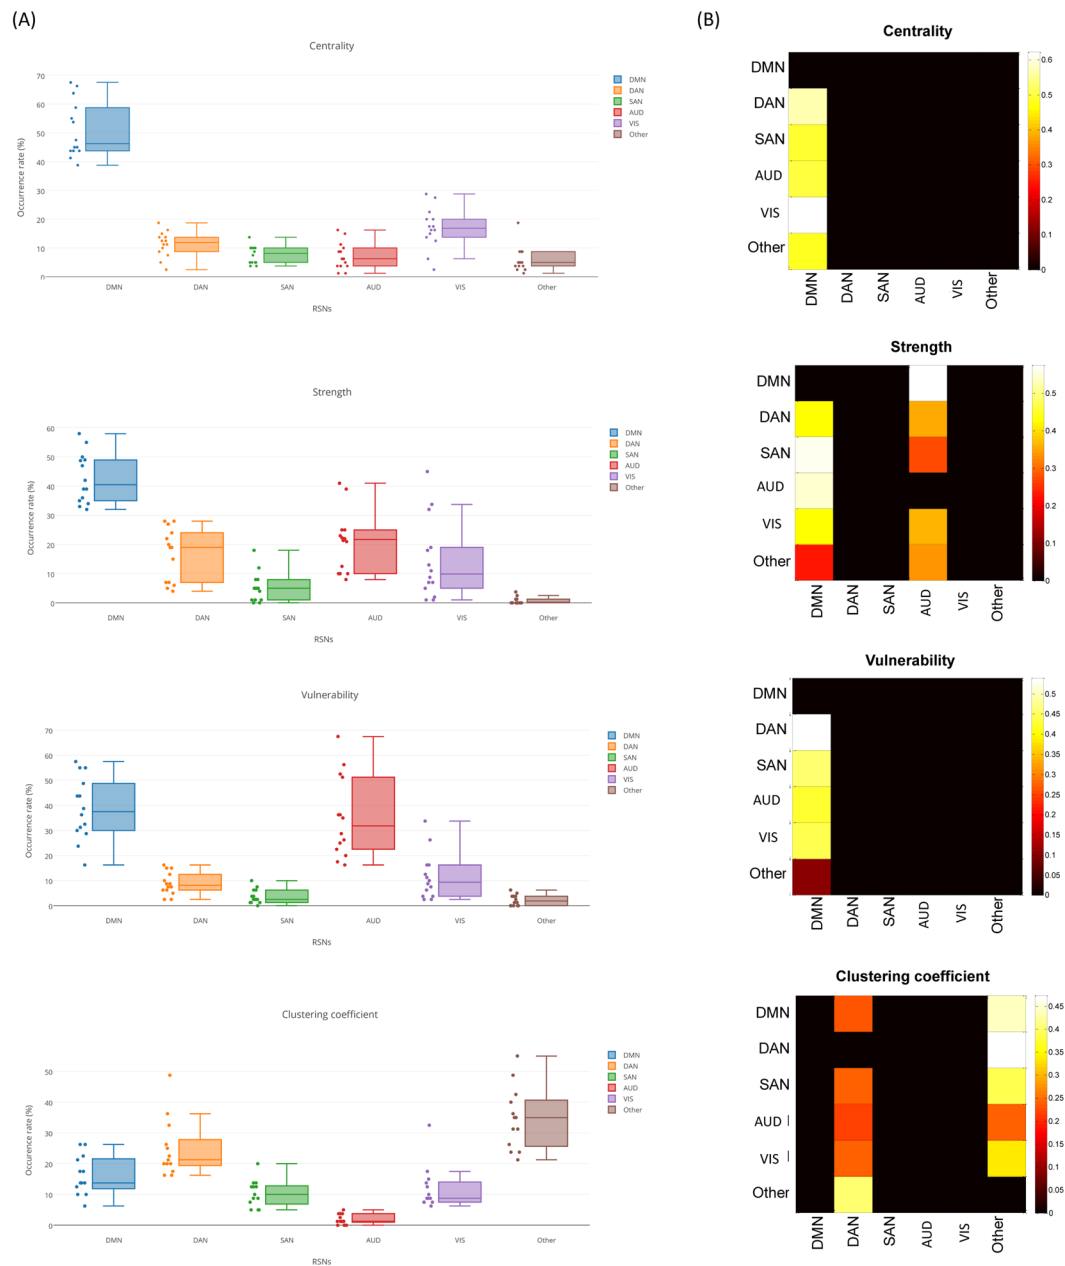 (A)
(B)
Centrality
70
60
50
40
30
20
10
0
Occurrence rate (%)
DMN
DAN
SAN
AUD
VIS
Other
RSNs
DMN
DAN
SAN
AUD
VIS
Other
Centrality
DMN
DAN
SAN
AUD
VIS
Other
DMN
DAN
SAN
AUD
VIS
Other
0.6
0.5
0.4
0.3
0.2
0.1
0
Strength
60
50
40
30
20
10
0
Occurrence rate (%)
DMN
DAN
SAN
AUD
VIS
Other
RSNs
DMN
DAN
SAN
AUD
VIS
Other
Strength
DMN
DAN
SAN
AUD
VIS
Other
DMN
DAN
SAN
AUD
VIS
Other
0.5
0.4
0.3
0.2
0.1
0
Vulnerability
70
60
50
40
30
20
10
0
Occurrence rate (%)
DMN
DAN
SAN
AUD
VIS
Other
RSNs
DMN
DAN
SAN
AUD
VIS
Other
Vulnerability
DMN
DAN
SAN
AUD
VIS
Other
DMN
DAN
SAN
AUD
VIS
Other
0.5
0.45
0.4
0.35
0.3
0.25
0.2
0.15
0.1
0.05
0
Clustering coefficient
50
40
30
20
10
0
Occurence rate (%)
DMN
DAN
SAN
AUD
VIS
Other
RSNs
DMN
DAN
SAN
AUD
VIS
Other
Clustering coefficient
DMN
DAN
SAN
AUD
VIS
Other
DMN
DAN
SAN
AUD
VIS
Other
0.45
0.4
0.35
0.3
0.25
0.2
0.15
0.1
0.05
0